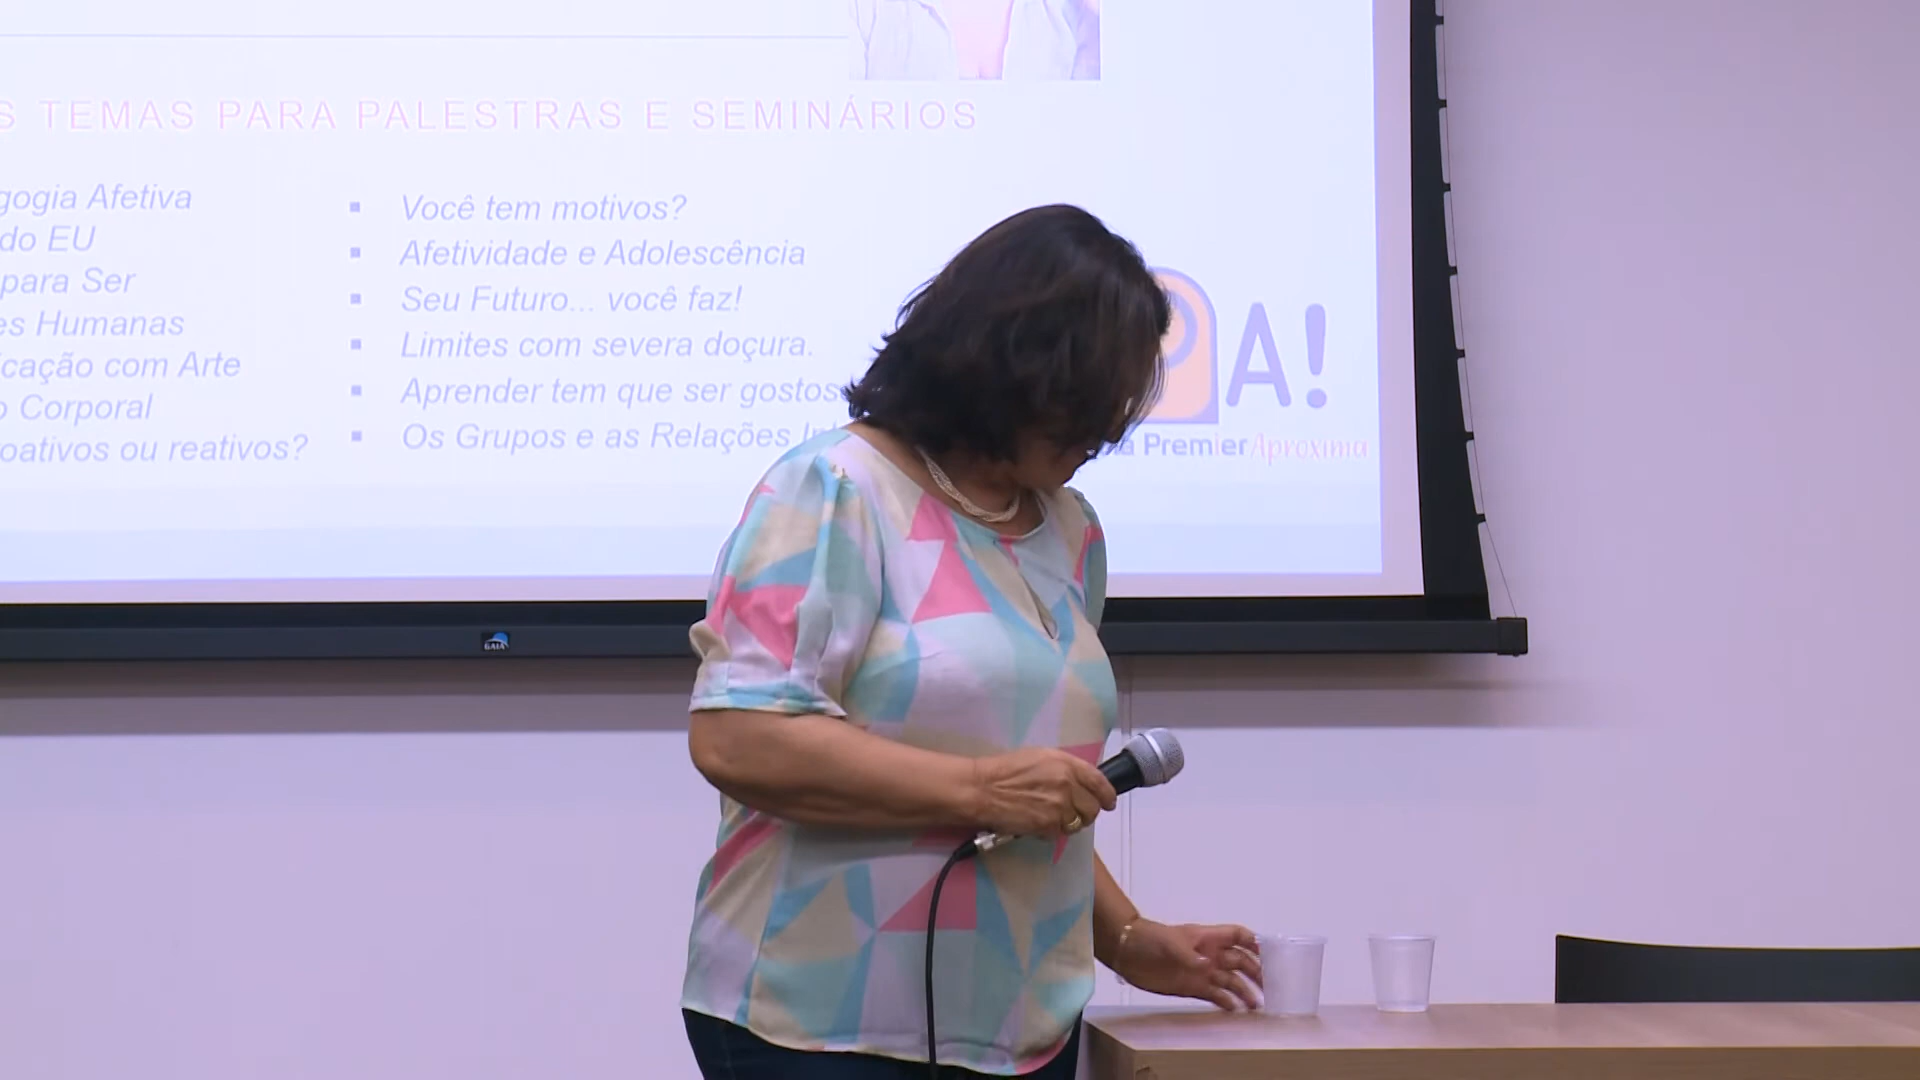 S TEMAS PARA PALESTRAS E SEMINÁRIOS
gogia Afetiva
do EU
para Ser
es Humanas
cação com Arte
o Corporal
oativos ou reativos?
Você tem motivos?
Afetividade e Adolescência
Seu Futuro... você faz!
Limites com severa doçura.
Aprender tem que ser gostos
Os Grupos e as Relações In
A!
Premier Aproxima
GAIA